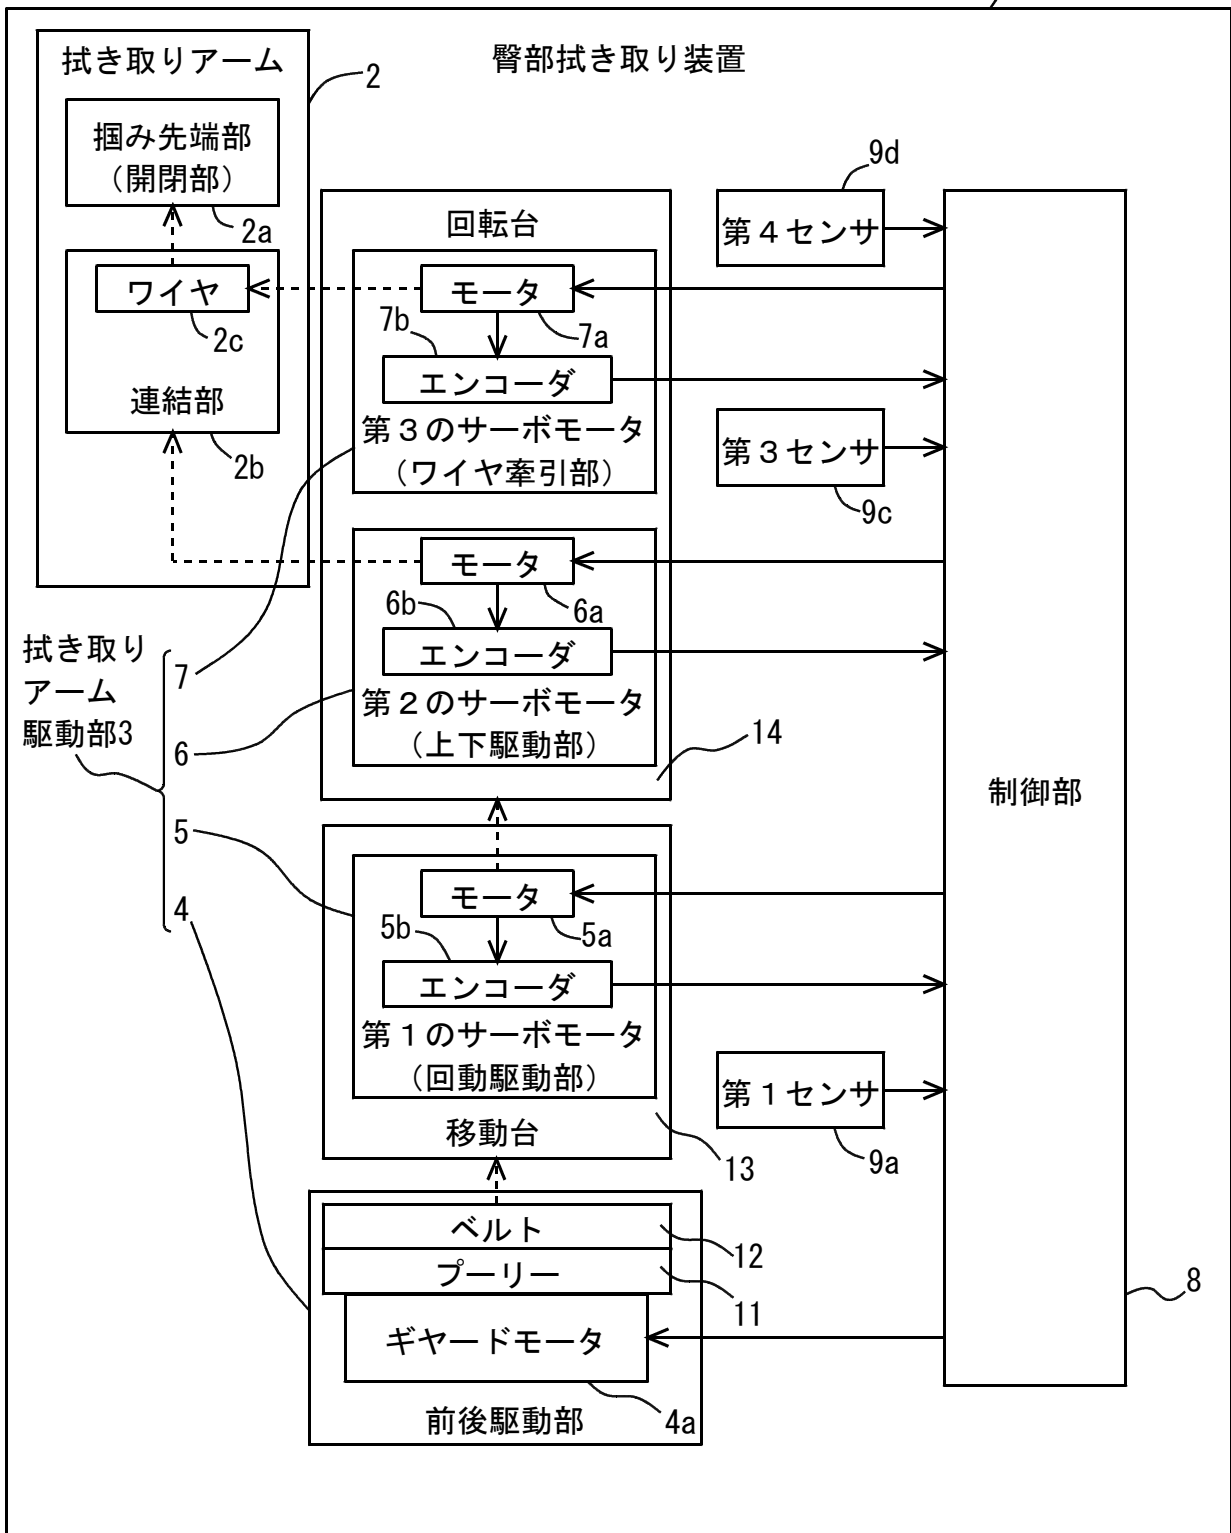 臀部拭き取り装置
拭き取りアーム
2
掴み先端部
（開閉部）
2a
ワイヤ
2c
連結部
2b
回転台
モータ
7a
7b
エンコーダ
第３のサーボモータ
（ワイヤ牽引部）
モータ
6a
6b
エンコーダ
第２のサーボモータ
（上下駆動部）
14
9d
第４センサ
第３センサ
9c
制御部
8
拭き取り
アーム
駆動部3
7
6
5
4
モータ
5a
5b
エンコーダ
第１のサーボモータ
（回動駆動部）
移動台
13
第１センサ
9a
ベルト
12
プーリー
11
ギヤードモータ
4a
前後駆動部